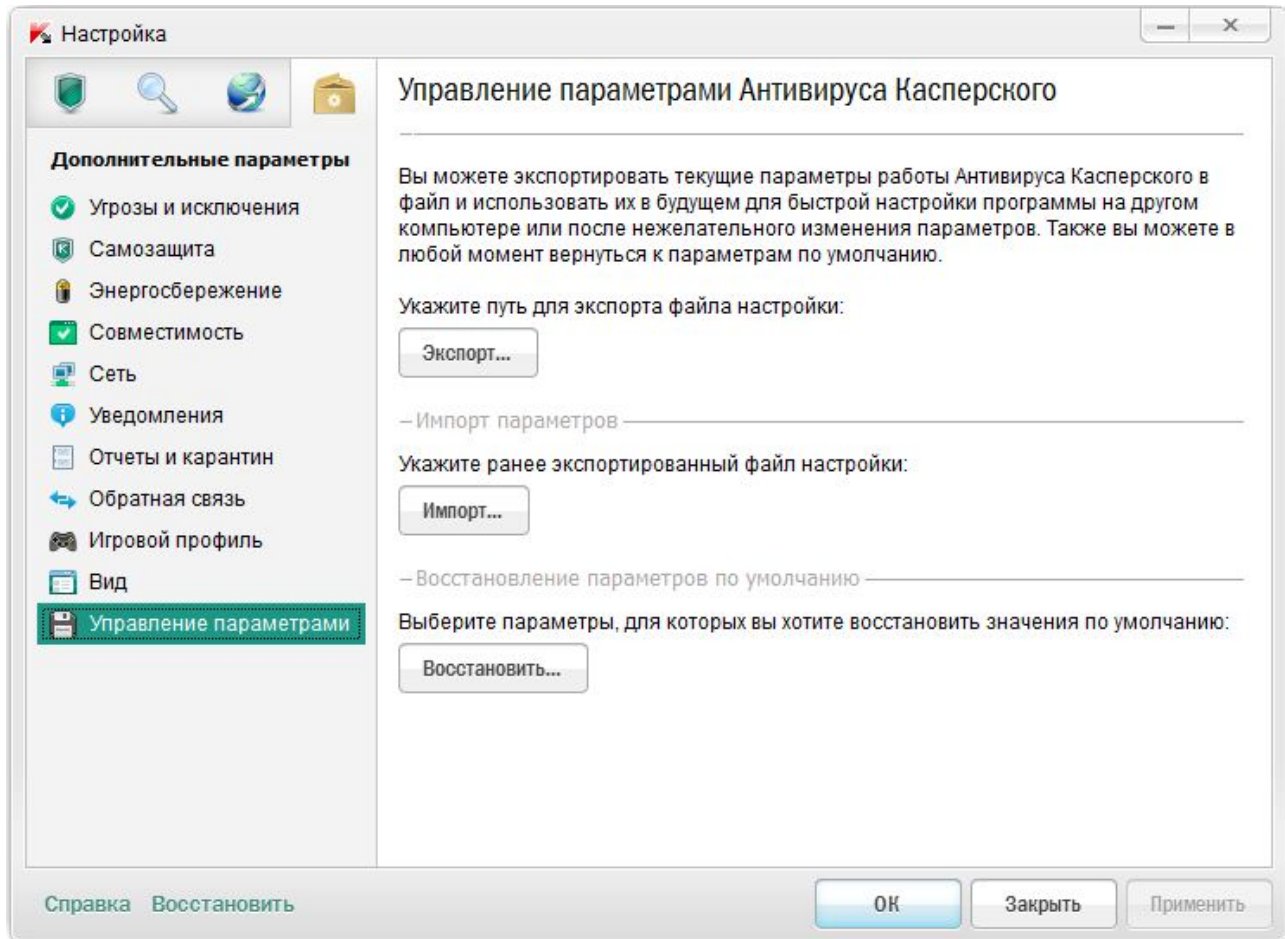 Настройка
Дополнительные параметры
Угрозы и исключения
Самозащита
Энергосбережение
Совместимость
Сеть
Уведомления
Отчеты и карантин
Обратная связь
Игровой профиль
Вид
Управление параметрами
Управление параметрами Антивируса Касперского
Вы можете экспортировать текущие параметры работы Антивируса Касперского в
файл и использовать их в будущем для быстрой настройки программы на другом
компьютере или после нежелательного изменения параметров. Также вы можете в
любой момент вернуться к параметрам по умолчанию.
Укажите путь для экспорта файла настройки:
Экспорт...
Импорт параметров
Укажите ранее экспортированный файл настройки:
Импорт...
Восстановление параметров по умолчанию
Выберите параметры, для которых вы хотите восстановить значения по умолчанию:
Восстановить...
Справка Восстановить
ОК Закрыть Применить